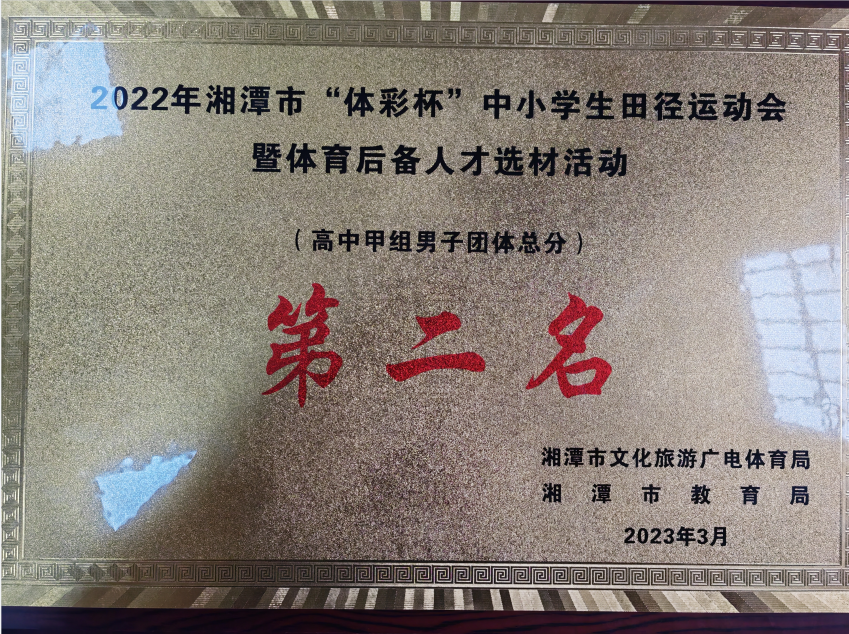 2022年湘潭市“体彩杯”中小学生田径运动会
暨体育后备人才选材活动
（高中甲组男子团体总分）
第二名
湘潭市文化旅游广电体育局
湘潭市教育局
2023年3月